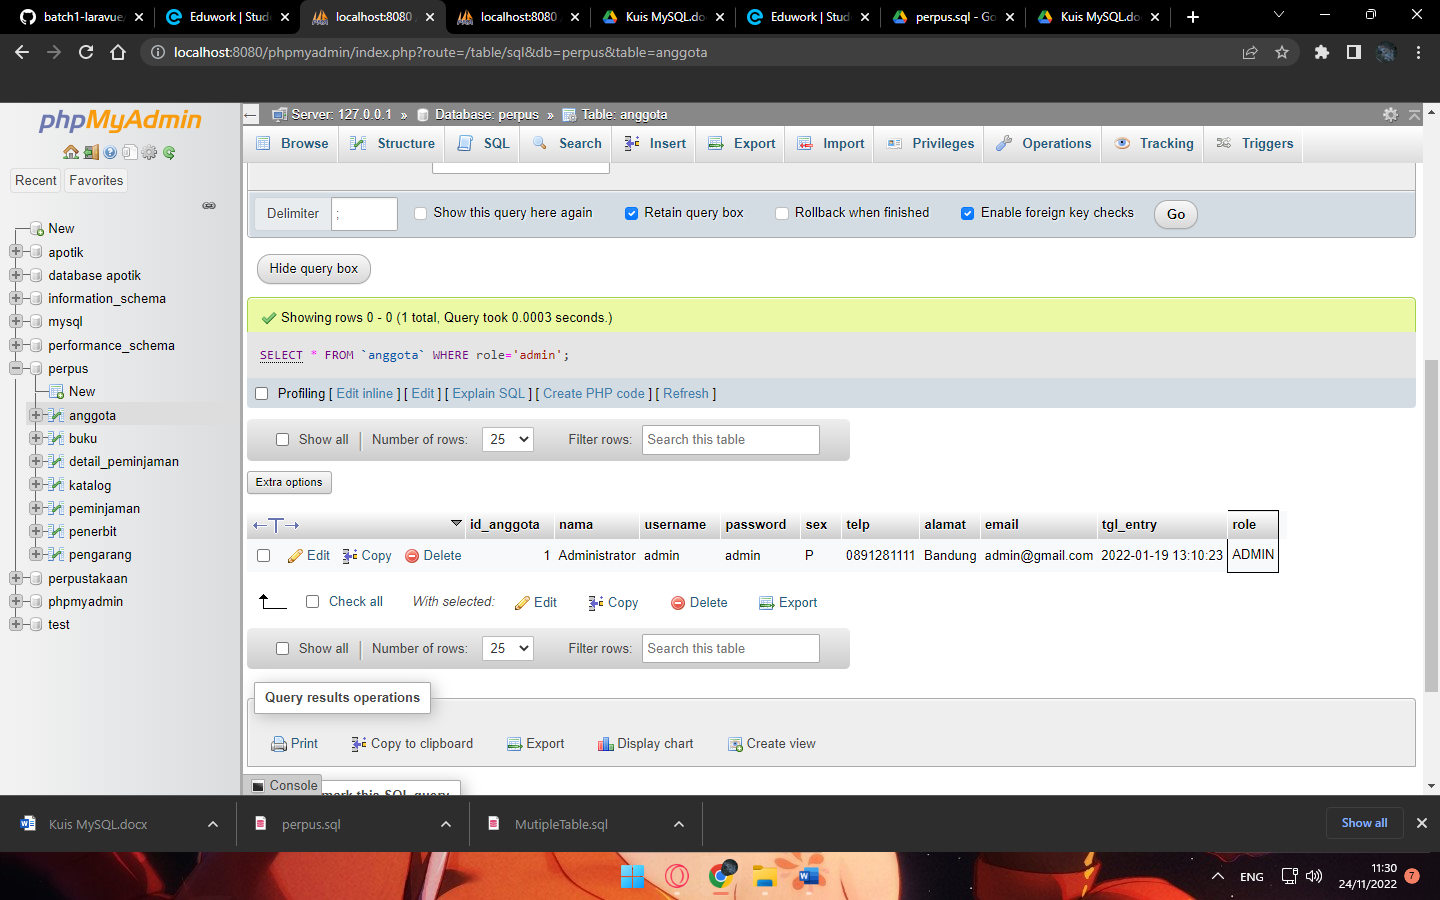 batch1-laravue,
Eduwork | Stud
localhost:8080
localhost:8080
Kuis MySQL.do
Eduwork | Stud
perpus.sql - Go
Kuis MySQL.do
localhost:8080/phpmyadmin/index.php?route=/table/sql&db=perpus&table=anggota
phpMyAdmin
Recent Favorites
New
apotik
database apotik
information_schema
mysql
performance_schema
perpus
New
anggota
buku
detail_peminjaman
katalog
peminjaman
penerbit
pengarang
perpustakaan
phpmyadmin
test
Server: 127.0.0.1 » Database: perpus » Table: anggota
Browse Structure SQL Search Insert Export Import Privileges Operations Tracking Triggers
Delimiter ; Show this query here again Retain query box Rollback when finished Enable foreign key checks Go
Hide query box
Showing rows 0 - 0 (1 total, Query took 0.0003 seconds.)
SELECT * FROM `anggota` WHERE role='admin';
Profiling [ Edit inline ] [ Edit ] [ Explain SQL ] [ Create PHP code ] [ Refresh ]
Show all | Number of rows: 25 Filter rows: Search this table
Extra options
id_anggota nama username password sex telp alamat email tgl_entry role
Edit Copy Delete 1 Administrator admin admin P 0891281111 Bandung admin@gmail.com 2022-01-19 13:10:23 ADMIN
Check all With selected: Edit Copy Delete Export
Show all | Number of rows: 25 Filter rows: Search this table
Query results operations
Print Copy to clipboard Export Display chart Create view
Console
mark this SQL query
Kuis MySQL.docx
perpus.sql
MutipleTable.sql
Show all
ENG
11:30
24/11/2022
7